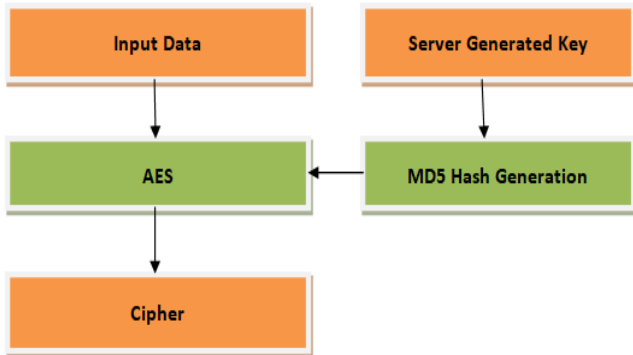 Input Data
Server Generated Key
AES
MD5 Hash Generation
Cipher